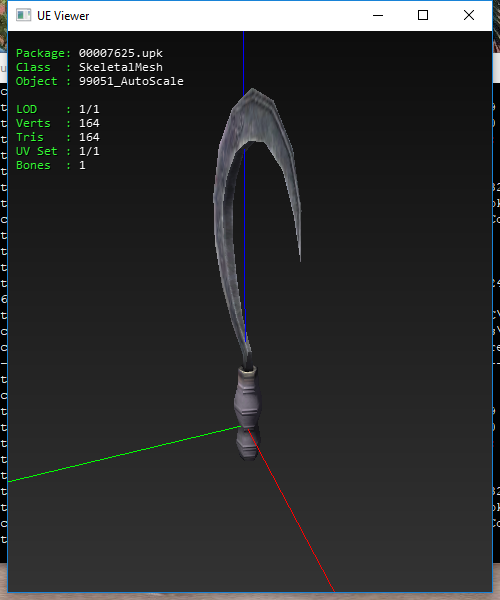 UE Viewer
Package: 00007625.upk
Class  : SkeletalMesh
Object : 99051_AutoScale
LOD    : 1/1
Verts  : 164
Tris   : 164
UV Set : 1/1
Bones  : 1